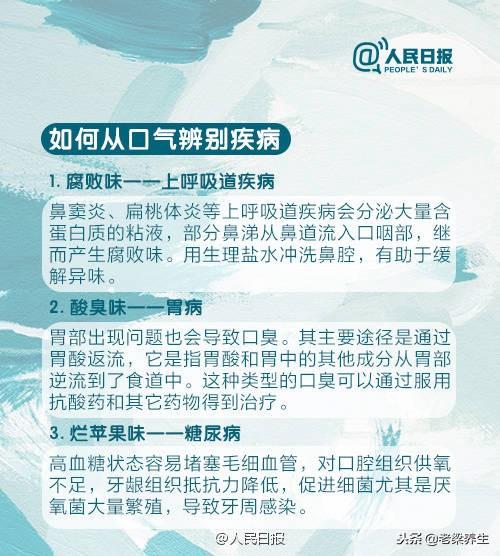 @人民日报
PEOPLE'S DAILY
如何从口气辨别疾病
1. 腐败味——上呼吸道疾病
鼻窦炎、扁桃体炎等上呼吸道疾病会分泌大量含
蛋白质的粘液，部分鼻涕从鼻道流入口咽部，继
而产生腐败味。用生理盐水冲洗鼻腔，有助于缓
解异味。
2. 酸臭味——胃病
胃部出现问题也会导致口臭。其主要途径是通过
胃酸返流，它是指胃酸和胃中的其他成分从胃部
逆流到了食道中。这种类型的口臭可以通过服用
抗酸药和其它药物得到治疗。
3. 烂苹果味——糖尿病
高血糖状态容易堵塞毛细血管，对口腔组织供氧
不足，牙龈组织抵抗力降低，促进细菌尤其是厌
氧菌大量繁殖，导致牙周感染。
@人民日报
头条@老梁养生